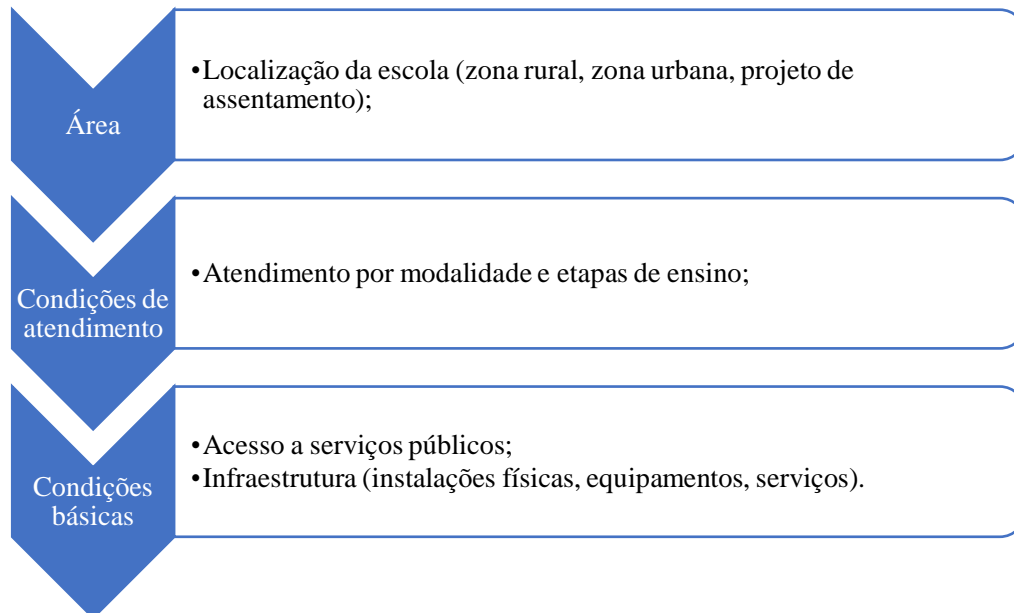 Área
•Localização da escola (zona rural, zona urbana, projeto de
assentamento);
Condições de
atendimento
•Atendimento por modalidade e etapas de ensino;
Condições
básicas
•Acesso a serviços públicos;
•Infraestrutura (instalações físicas, equipamentos, serviços).